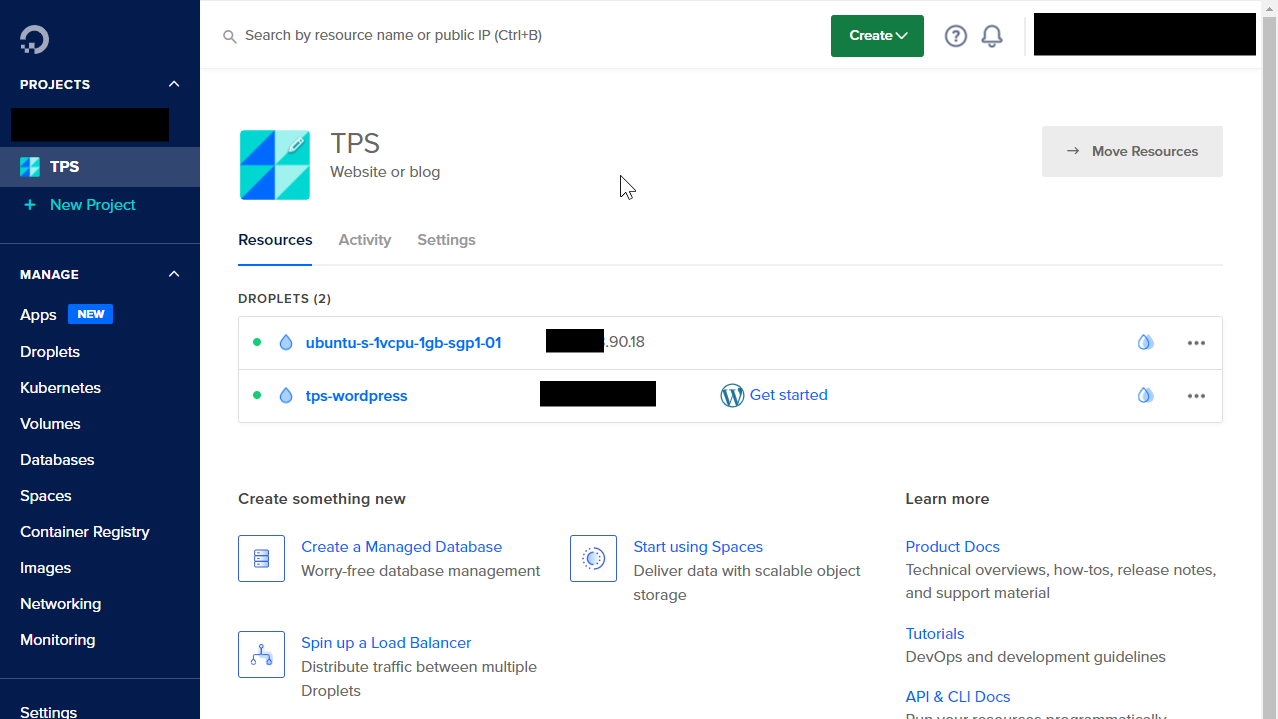 Search by resource name or public IP (Ctrl+B)
Create
?
PROJECTS
TPS
New Project
MANAGE
Apps NEW
Droplets
Kubernetes
Volumes
Databases
Spaces
Container Registry
Images
Networking
Monitoring
Settings
TPS
Website or blog
Move Resources
Resources Activity Settings
DROPLETS (2)
ubuntu-s-1vcpu-1gb-sgp1-01 .90.18
tps-wordpress Get started
Create something new
Create a Managed Database
Worry-free database management
Start using Spaces
Deliver data with scalable object
storage
Spin up a Load Balancer
Distribute traffic between multiple
Droplets
Learn more
Product Docs
Technical overviews, how-tos, release notes,
and support material
Tutorials
DevOps and development guidelines
API & CLI Docs
Run your resources programmatically